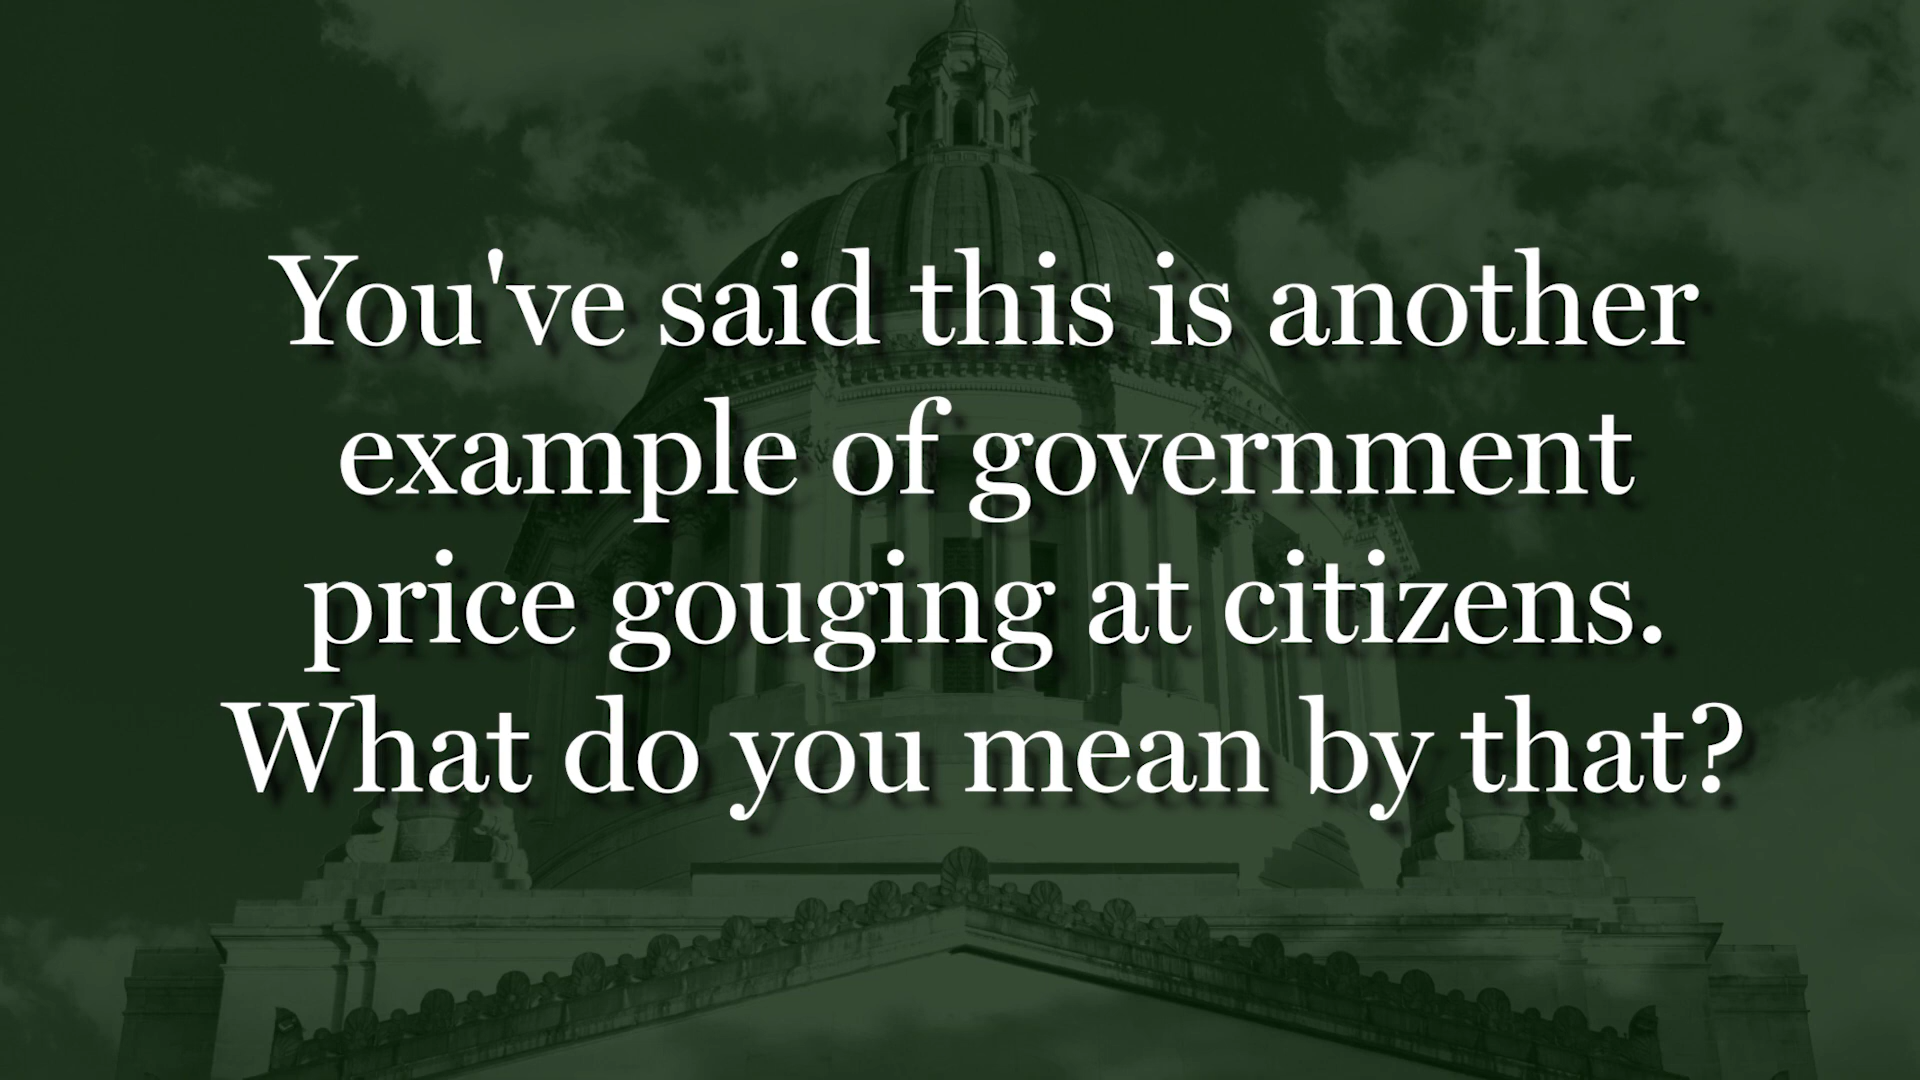 You've said this is another
example of government
price gouging at citizens.
What do you mean by that?